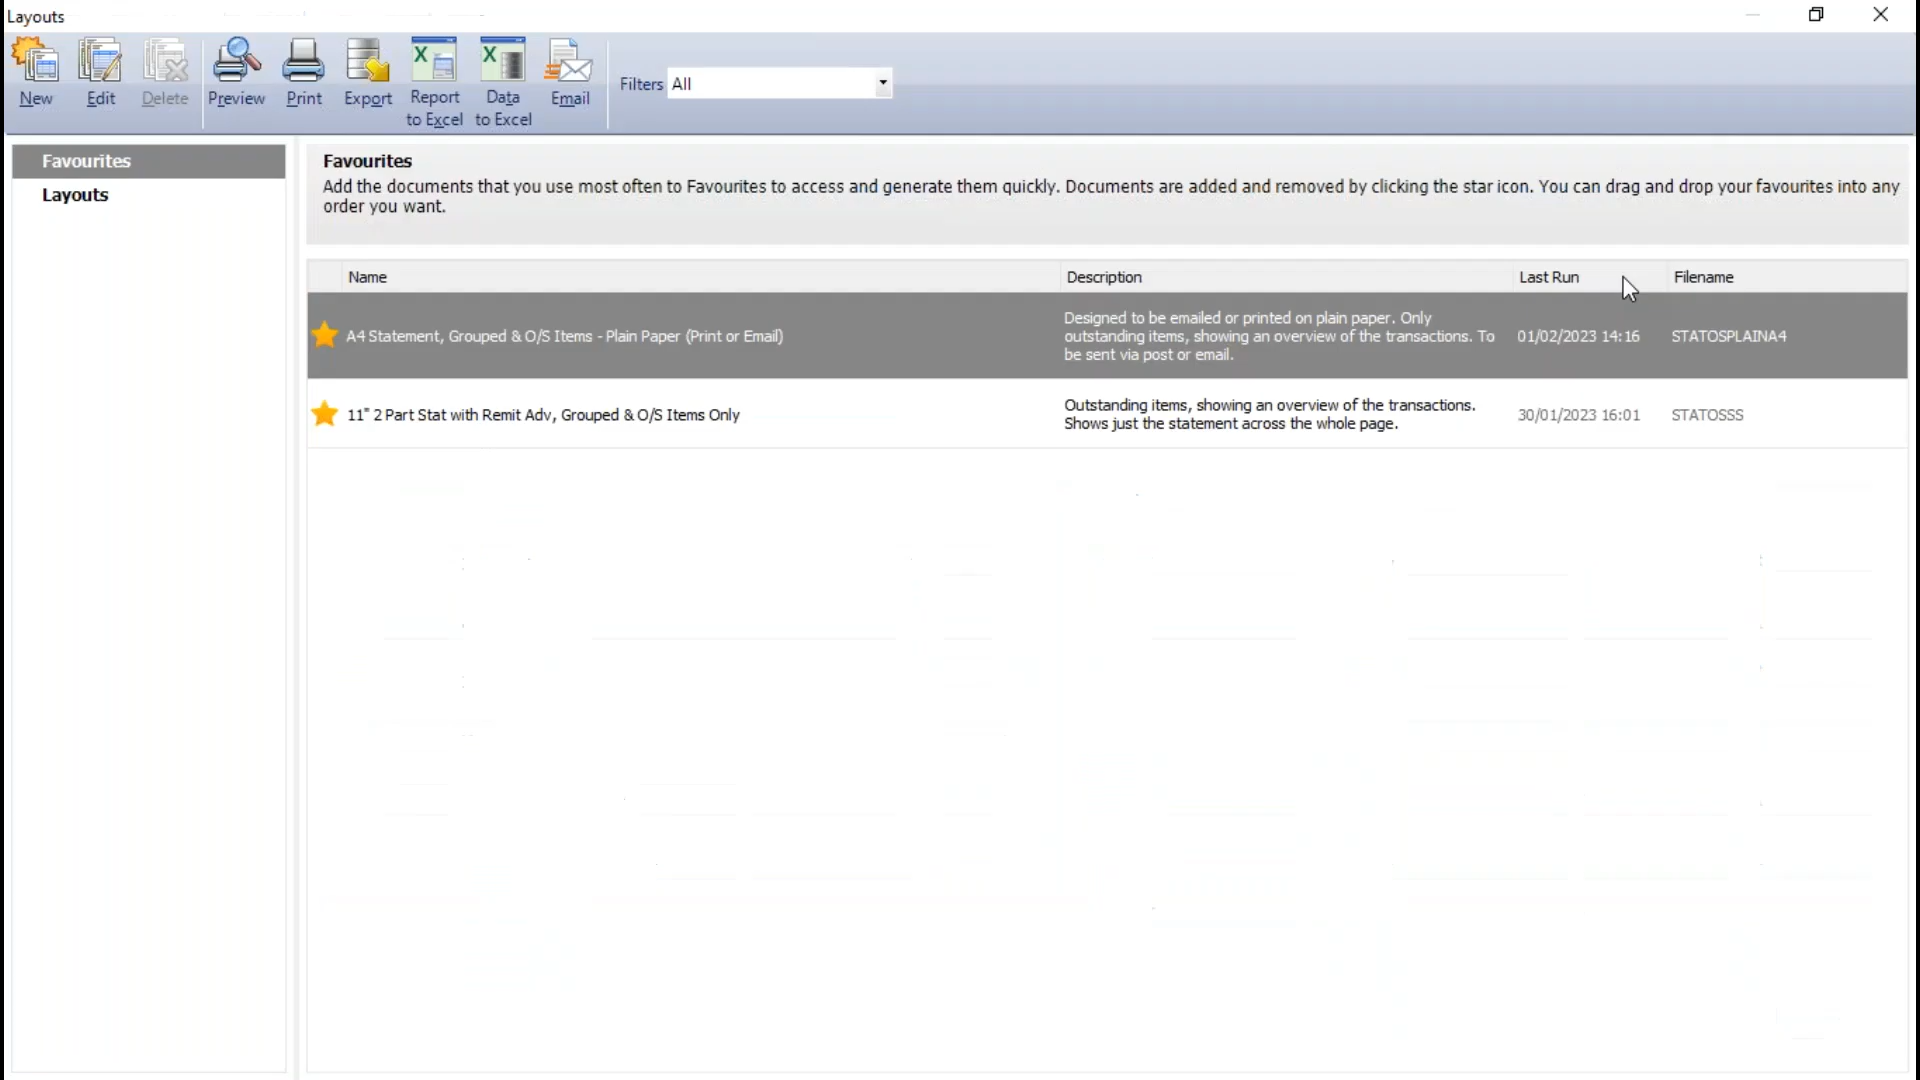 Layouts
New
Edit
Delete
Preview
Print
Export
Report
to Excel
Data
to Excel
Email
Filters All
Favourites
Layouts
Favourites
Add the documents that you use most often to Favourites to access and generate them quickly. Documents are added and removed by clicking the star icon. You can drag and drop your favourites into any
order you want.
Name Description Last Run Filename
A4 Statement, Grouped & O/S Items - Plain Paper (Print or Email)
Designed to be emailed or printed on plain paper. Only
outstanding items, showing an overview of the transactions. To
be sent via post or email.
01/02/2023 14:16
STATOSPLAINA4
11" 2 Part Stat with Remit Adv, Grouped & O/S Items Only
Outstanding items, showing an overview of the transactions.
Shows just the statement across the whole page.
30/01/2023 16:01
STATOSSS